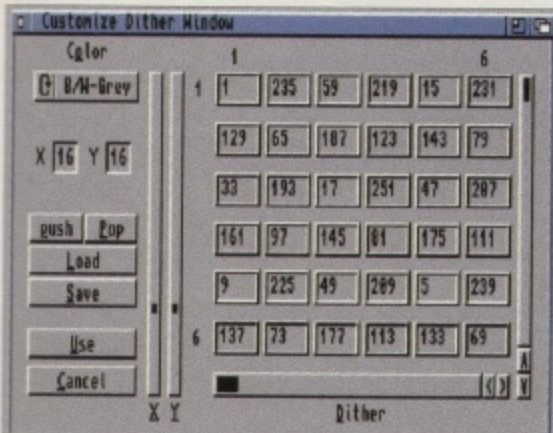 Customize Dither Window
Color
B/W-Grey
X 16 Y 16
push Pop
Load
Save
Use
Cancel
X Y
1 6
1 1 235 59 219 15 231
129 65 187 123 143 79
33 193 17 251 47 207
161 97 145 81 175 111
9 225 49 209 5 239
6 137 73 177 113 133 69
Dither